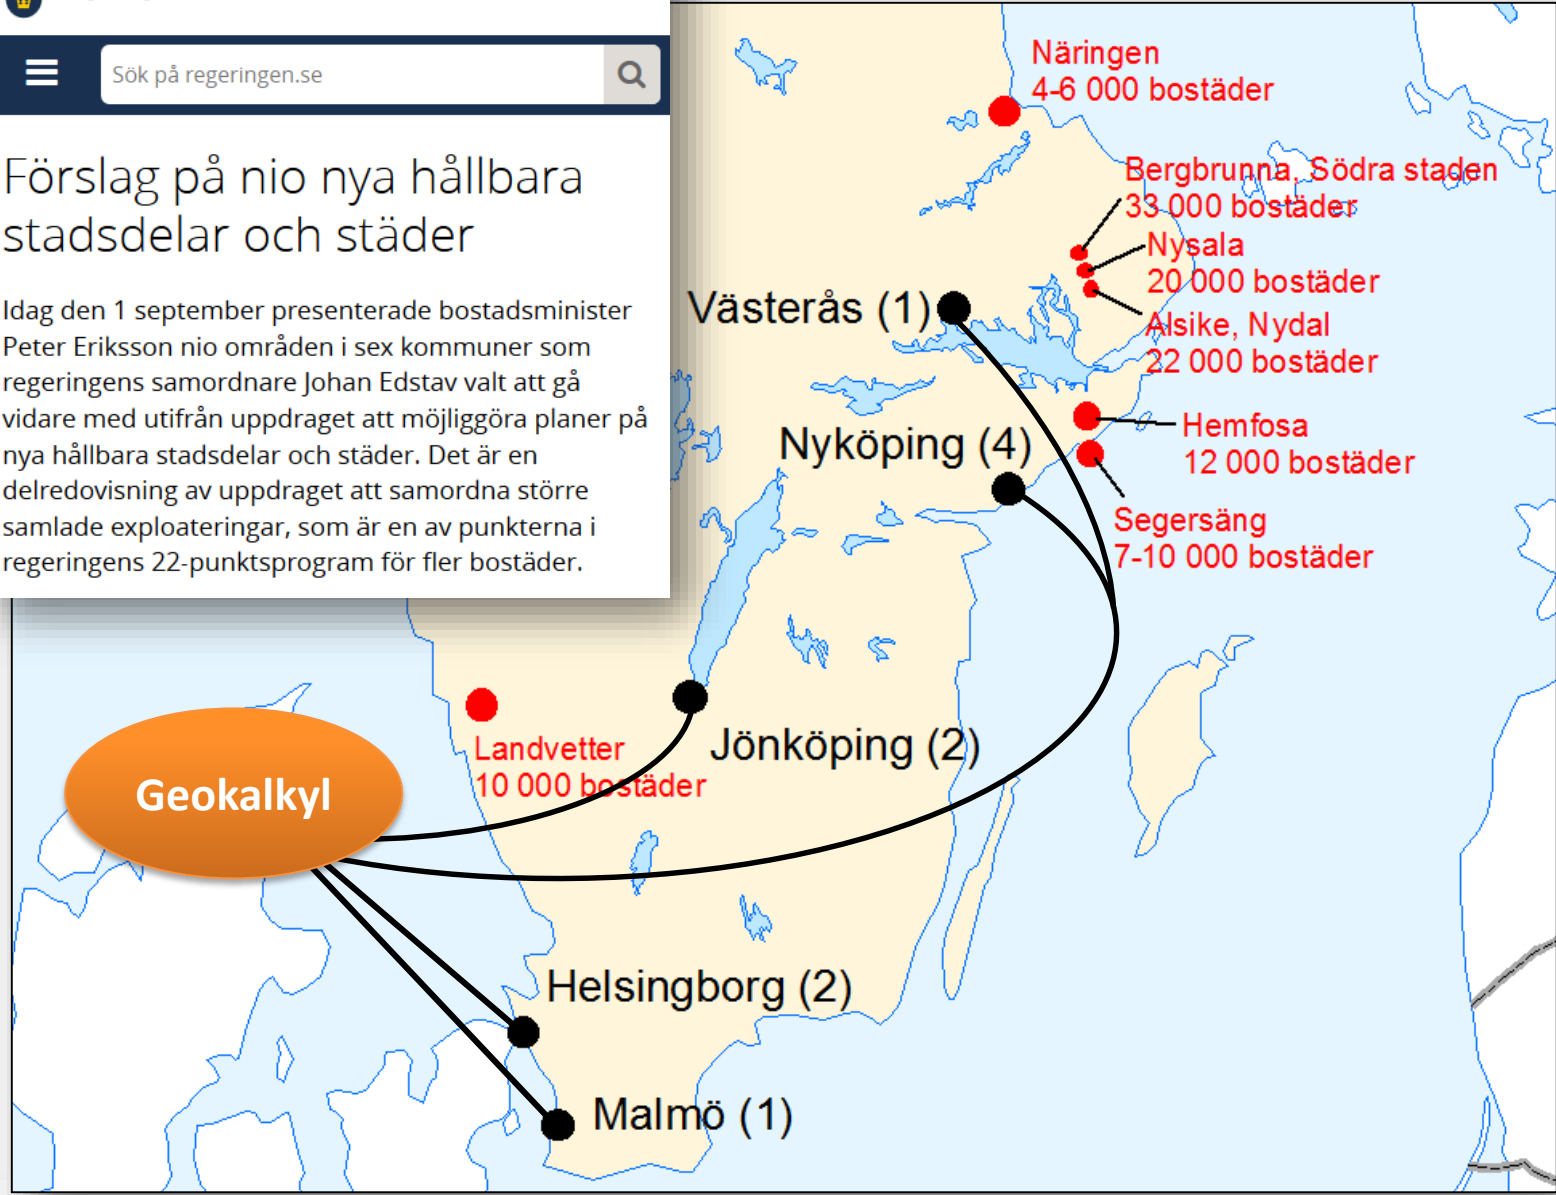 Sök på regeringen.se
Förslag på nio nya hållbara
stadsdelar och städer
Idag den 1 september presenterade bostadsminister
Peter Eriksson nio områden i sex kommuner som
regeringens samordnare Johan Edstav valt att gå
vidare med utifrån uppdraget att möjliggöra planer på
nya hållbara stadsdelar och städer. Det är en
delredovisning av uppdraget att samordna större
samlade exploateringar, som är en av punkterna i
regeringens 22-punktsprogram för fler bostäder.
Näringen
4-6 000 bostäder
Bergbrunna, Södra staden
33 000 bostäder
Nysala
20 000 bostäder
Alsike, Nydal
22 000 bostäder
Västerås (1)
Hemfosa
12 000 bostäder
Nyköping (4)
Segersäng
7-10 000 bostäder
Landvetter
10 000 bostäder
Jönköping (2)
Geokalkyl
Helsingborg (2)
Malmö (1)